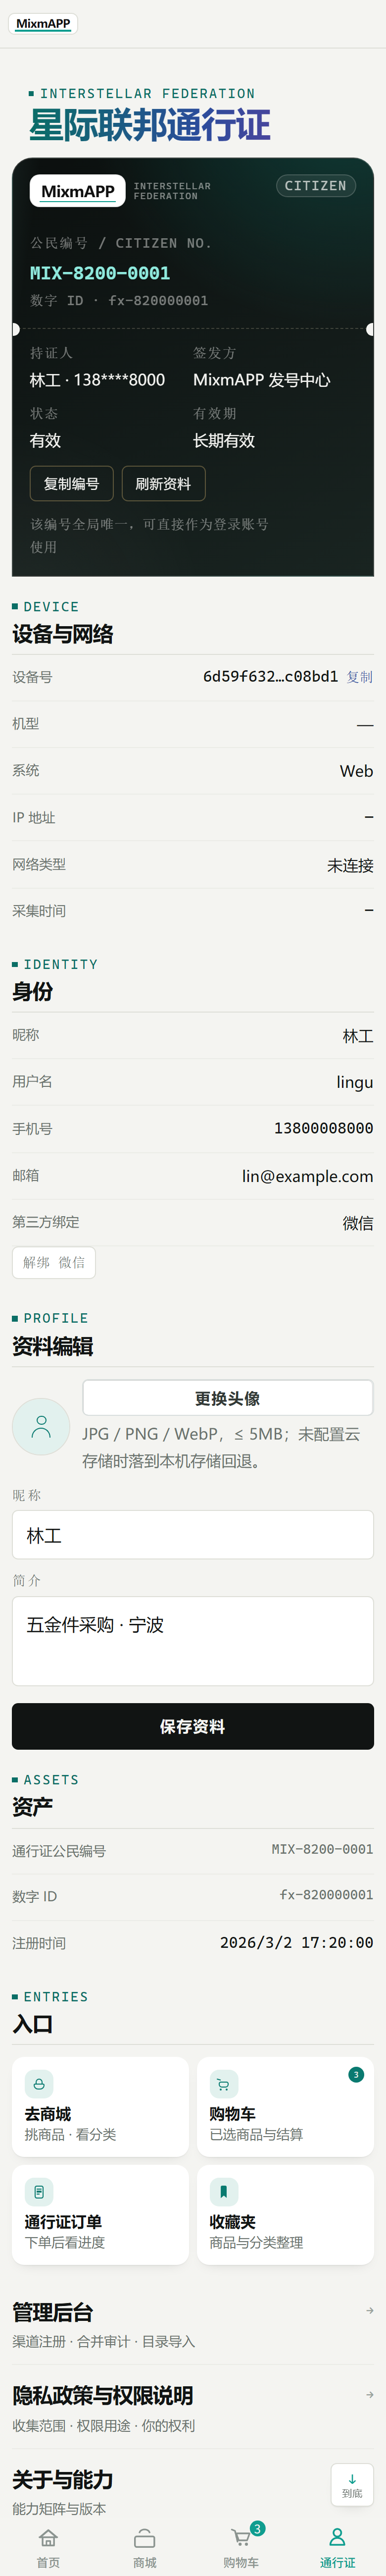 MixmAPP
INTERSTELLAR FEDERATION
星际联邦通行证
MixmAPP
INTERSTELLAR
FEDERATION
CITIZEN
公民编号 / CITIZEN NO.
MIX-8200-0001
数字 ID · fx-820000001
持证人
签发方
林工 · 138****8000
MixmAPP 发号中心
状态
有效期
有效
长期有效
复制编号
刷新资料
该编号全局唯一，可直接作为登录账号
使用
DEVICE
设备与网络
设备号
6d59f632…c08bd1 复制
机型
—
系统
Web
IP 地址
—
网络类型
未连接
采集时间
—
IDENTITY
身份
昵称
林工
用户名
lingu
手机号
13800008000
邮箱
lin@example.com
第三方绑定
微信
解绑 微信
PROFILE
资料编辑
更换头像
JPG / PNG / WebP，≤ 5MB；未配置云
存储时落到本机存储回退。
昵称
林工
简介
五金件采购 · 宁波
保存资料
ASSETS
资产
通行证公民编号
MIX-8200-0001
数字 ID
fx-820000001
注册时间
2026/3/2 17:20:00
ENTRIES
入口
去商城
挑商品 · 看分类
3
购物车
已选商品与结算
通行证订单
下单后看进度
收藏夹
商品与分类整理
管理后台
→
渠道注册 · 合并审计 · 目录导入
隐私政策与权限说明
→
收集范围 · 权限用途 · 你的权利
关于与能力
能力矩阵与版本
↓
到底
首页
商城
3
购物车
通行证